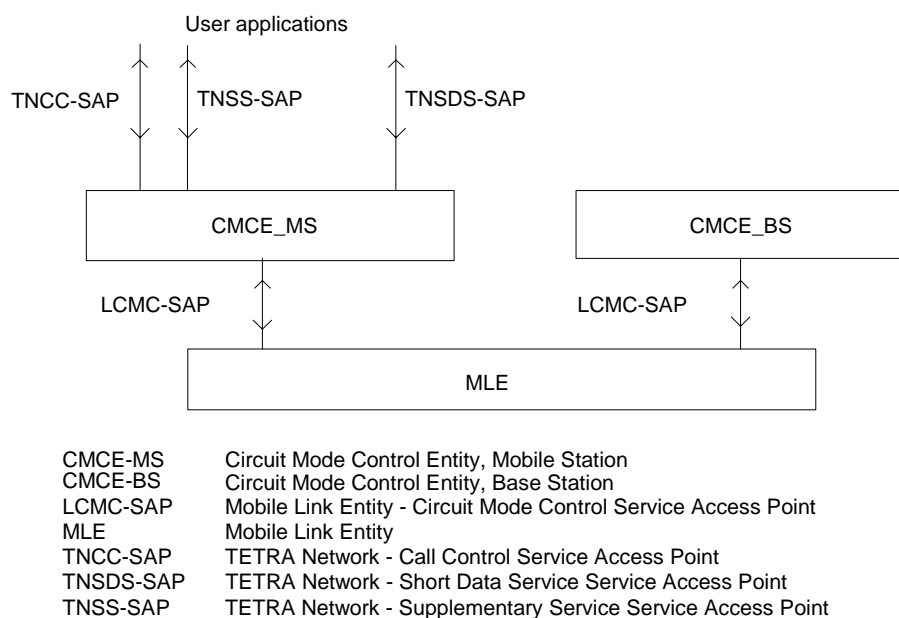 User applications
TNCC-SAP TNSS-SAP TNSDS-SAP
CMCE_MS CMCE_BS
LCMC-SAP LCMC-SAP
MLE
CMCE-MS Circuit Mode Control Entity, Mobile Station
CMCE-BS Circuit Mode Control Entity, Base Station
LCMC-SAP Mobile Link Entity - Circuit Mode Control Service Access Point
MLE Mobile Link Entity
TNCC-SAP TETRA Network - Call Control Service Access Point
TNSDS-SAP TETRA Network - Short Data Service Service Access Point
TNSS-SAP TETRA Network - Supplementary Service Service Access Point